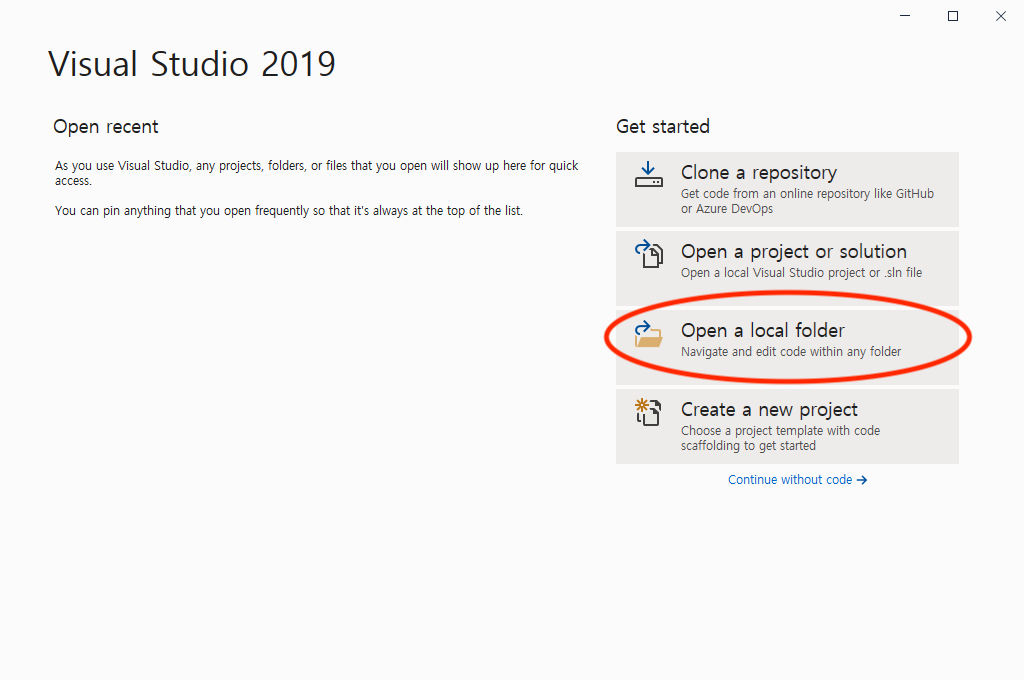 Visual Studio 2019
Open recent
As you use Visual Studio, any projects, folders, or files that you open will show up here for quick
access.
You can pin anything that you open frequently so that it's always at the top of the list.
Get started
Clone a repository
Get code from an online repository like GitHub
or Azure DevOps
Open a project or solution
Open a local Visual Studio project or .sln file
Open a local folder
Navigate and edit code within any folder
Create a new project
Choose a project template with code
scaffolding to get started
Continue without code →